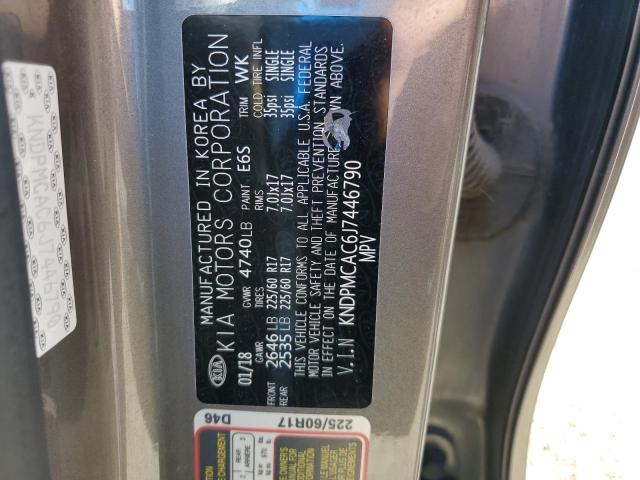 MANUFACTURED IN KOREA BY
KIA MOTORS CORPORATION
KIA
01/18 GVWR 4740LB PAINT E6S TRIM WK
GAWR TIRES RIMS COLD TIRE INFL
FRONT 2646LB 225/60 R17 7.0JX17 35psi SINGLE
REAR 2535LB 225/60 R17 7.0JX17 35psi SINGLE
THIS VEHICLE CONFORMS TO ALL APPLICABLE U.S.A. FEDERAL
MOTOR VEHICLE SAFETY AND THEFT PREVENTION STANDARDS
IN EFFECT ON THE DATE OF MANUFACTURE ABOVE.
V.I.N KNDPMCAC6J7446790
MPV
KNDPMCAC6J7446790
D46
225/60R17
REAR
ARRIÈRE